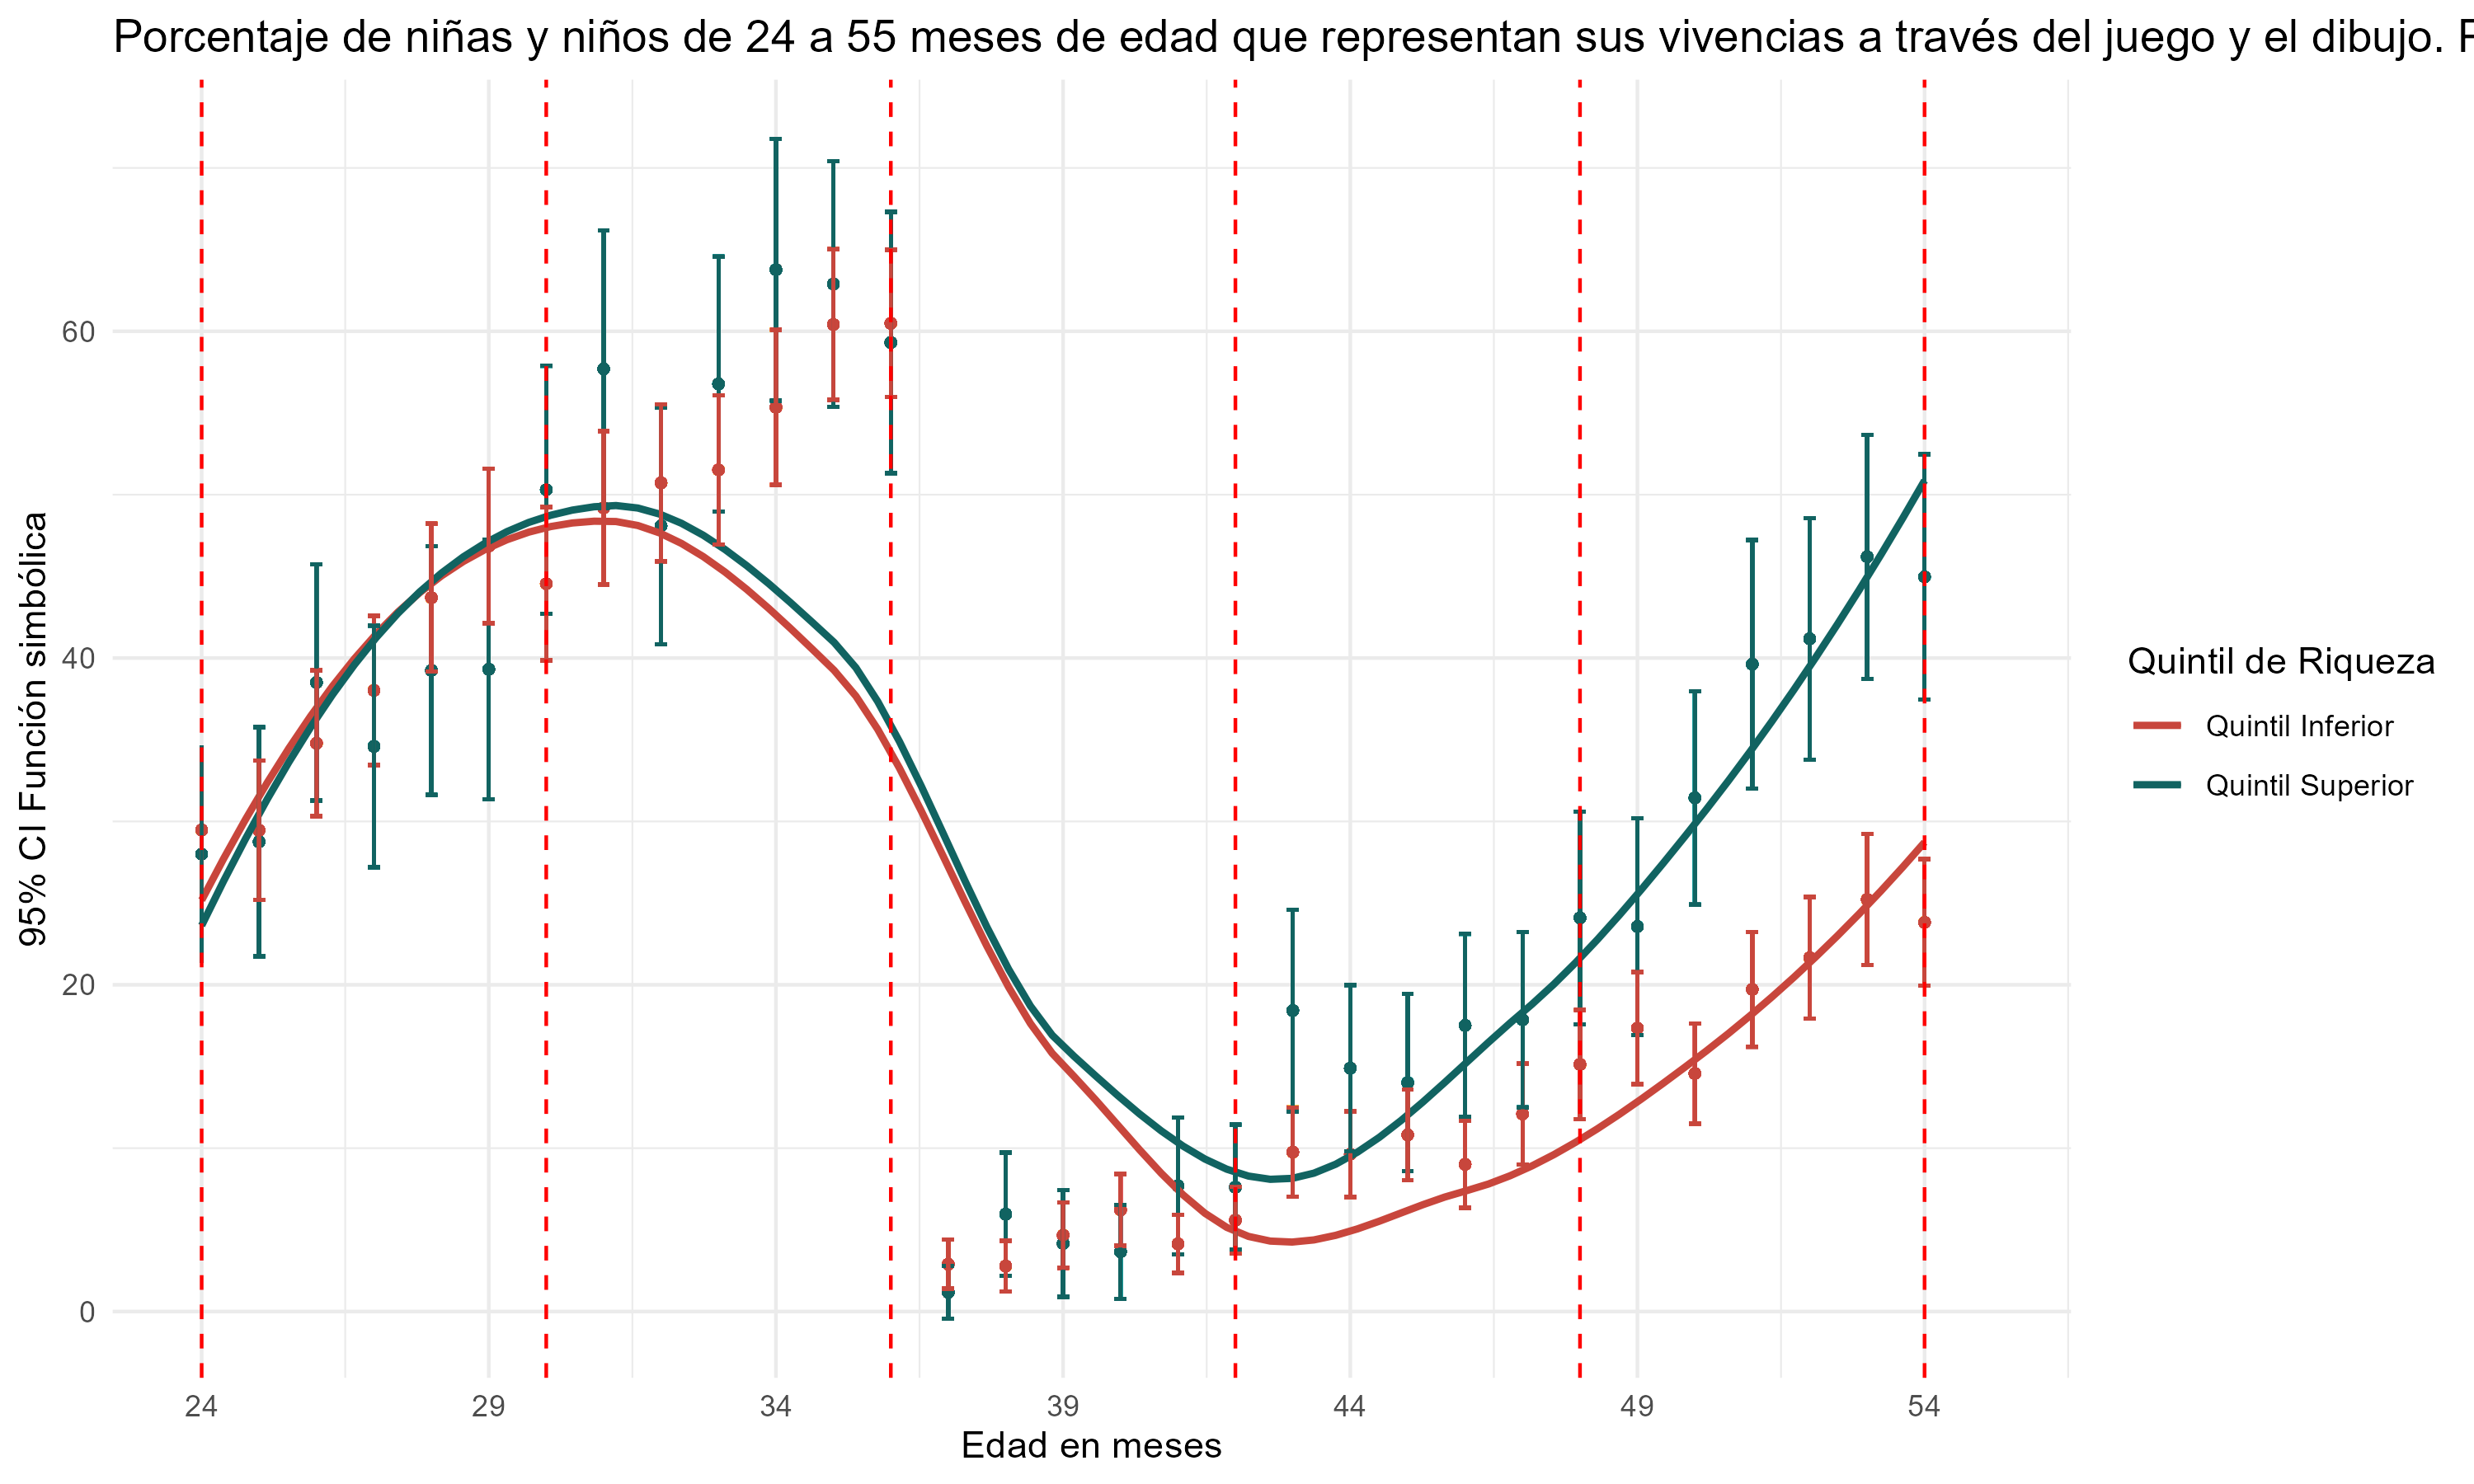 Porcentaje de niñas y niños de 24 a 55 meses de edad que representan sus vivencias a través del juego y el dibujo.
95% CI Función simbólica
60
40
20
0
24 29 34 39 44 49 54
Edad en meses
Quintil de Riqueza
Quintil Inferior
Quintil Superior